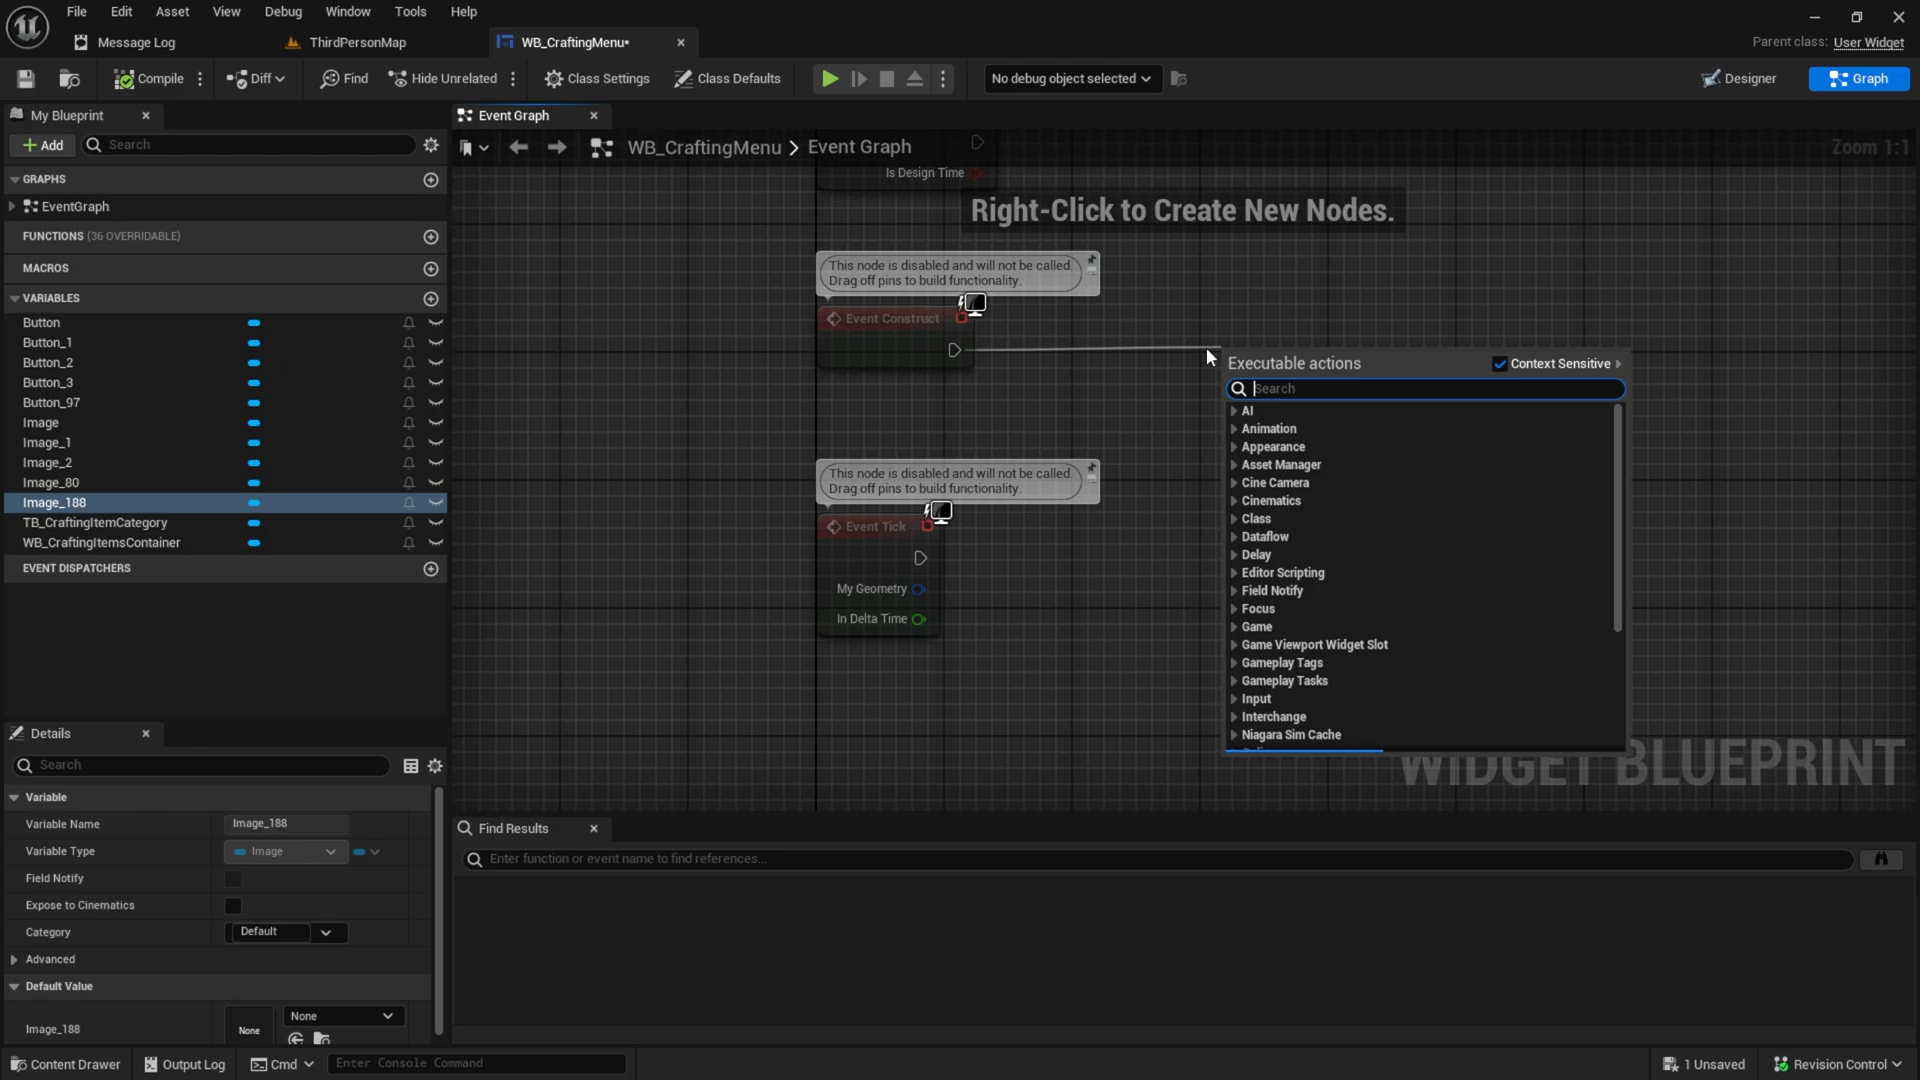 File Edit Asset View Debug Window Tools Help
Message Log ThirdPersonMap WB_CraftingMenu*
Parent class: User Widget
Compile Diff Find Hide Unrelated Class Settings Class Defaults No debug object selected Designer Graph
My Blueprint
Event Graph
Add Search
WB_CraftingMenu > Event Graph
Zoom 1:1
GRAPHS
EventGraph
FUNCTIONS (36 OVERRIDABLE)
MACROS
VARIABLES
Button
Button_1
Button_2
Button_3
Button_97
Image
Image_1
Image_2
Image_80
Image_188
TB_CraftingItemCategory
WB_CraftingItemsContainer
EVENT DISPATCHERS
Is Design Time
Right-Click to Create New Nodes.
This node is disabled and will not be called.
Drag off pins to build functionality.
Event Construct
This node is disabled and will not be called.
Drag off pins to build functionality.
Event Tick
My Geometry
In Delta Time
Executable actions Context Sensitive
Search
AI
Animation
Appearance
Asset Manager
Cine Camera
Cinematics
Class
Dataflow
Delay
Editor Scripting
Field Notify
Focus
Game
Game Viewport Widget Slot
Gameplay Tags
Gameplay Tasks
Input
Interchange
Niagara Sim Cache
WIDGET BLUEPRINT
Details
Search
Variable
Variable Name Image_188
Variable Type Image
Field Notify
Expose to Cinematics
Category Default
Advanced
Default Value
Image_188 None None
Find Results
Enter function or event name to find references...
Content Drawer Output Log Cmd Enter Console Command 1 Unsaved Revision Control